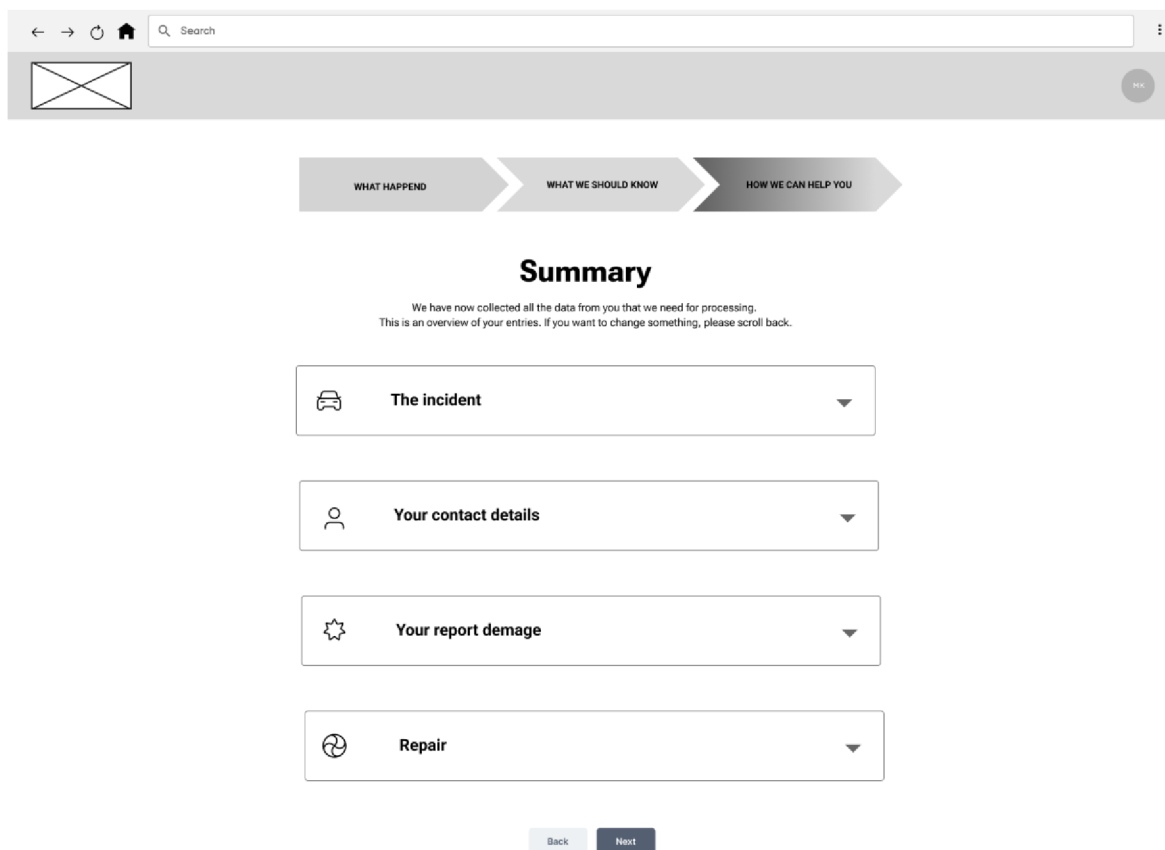 Search
MK
WHAT HAPPEND
WHAT WE SHOULD KNOW
HOW WE CAN HELP YOU
Summary
We have now collected all the data from you that we need for processing.
This is an overview of your entries. If you want to change something, please scroll back.
The incident
Your contact details
Your report demage
Repair
Back
Next